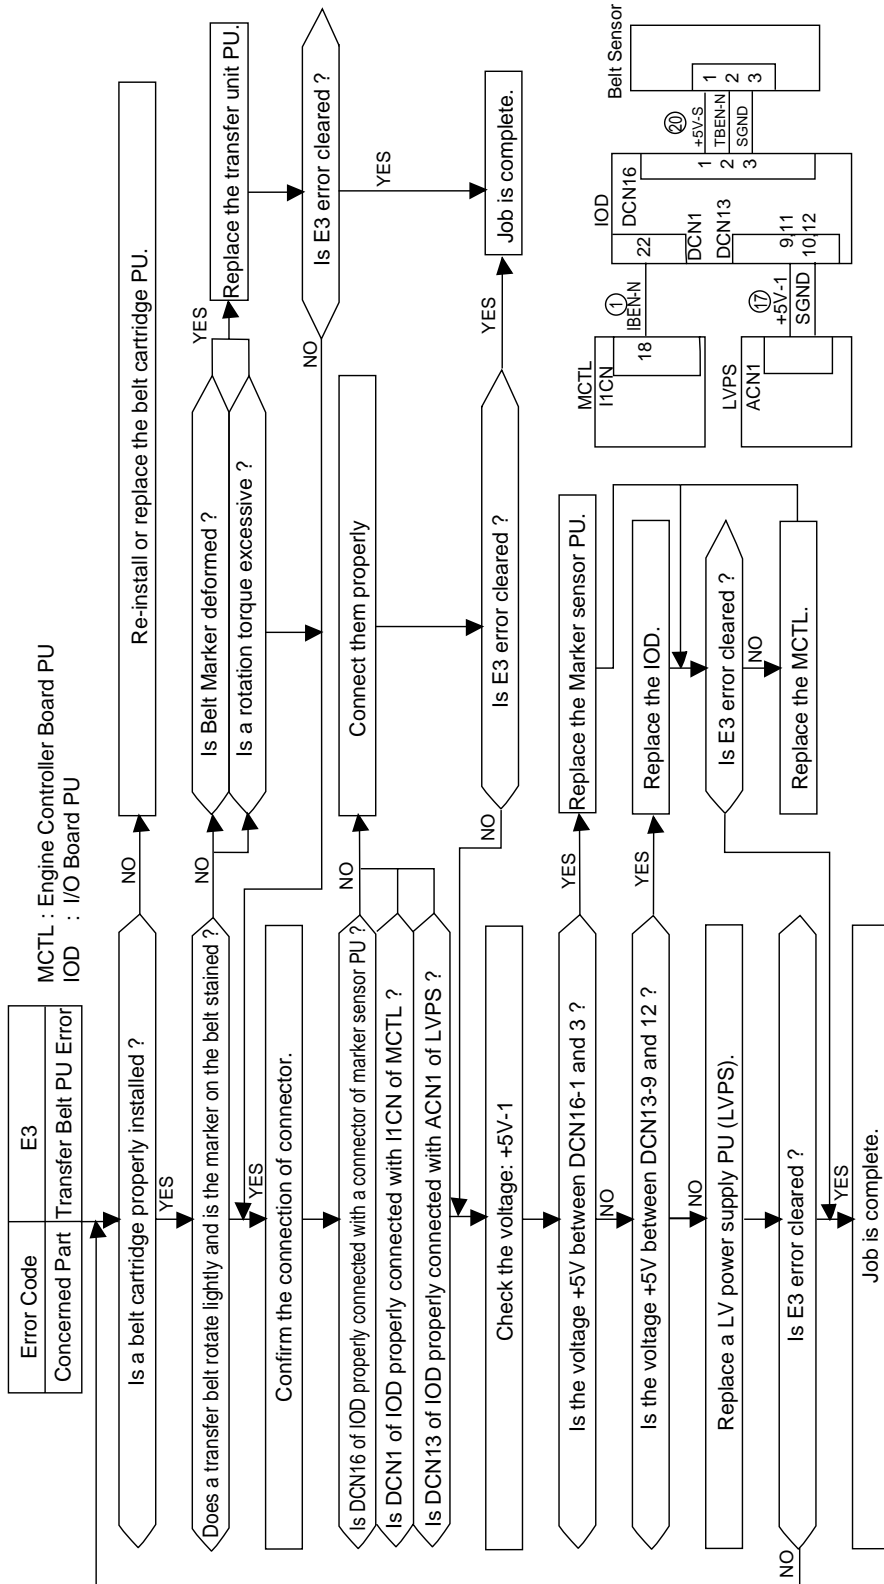 Error Code E3
Concerned Part Transfer Belt PU Error
MCTL : Engine Controller Board PU
IOD : I/O Board PU
Is a belt cartridge properly installed ?
NO
Re-install or replace the belt cartridge PU.
YES
Does a transfer belt rotate lightly and is the marker on the belt stained ?
NO
Is Belt Marker deformed ?
Is a rotation torque excessive ?
YES
Replace the transfer unit PU.
YES
NO
Is E3 error cleared ?
Confirm the connection of connector.
YES
Is DCN16 of IOD properly connected with a connector of marker sensor PU ?
Is DCN1 of IOD properly connected with I1CN of MCTL ?
Is DCN13 of IOD properly connected with ACN1 of LVPS ?
NO
Connect them properly
Check the voltage: +5V-1
NO
Is E3 error cleared ?
YES
Job is complete.
Is the voltage +5V between DCN16-1 and 3 ?
YES
Replace the Marker sensor PU.
NO
Is the voltage +5V between DCN13-9 and 12 ?
YES
Replace the IOD.
NO
Replace a LV power supply PU (LVPS).
Is E3 error cleared ?
NO
Is E3 error cleared ?
NO
Replace the MCTL.
YES
Job is complete.
MCTL
I1CN
18
1
IBEN-N
22
DCN1
IOD
DCN16
1
2
3
20
+5V-S
TBEN-N
SGND
Belt Sensor
1
2
3
LVPS
ACN1
17
+5V-1
SGND
DCN13
9,11
10,12